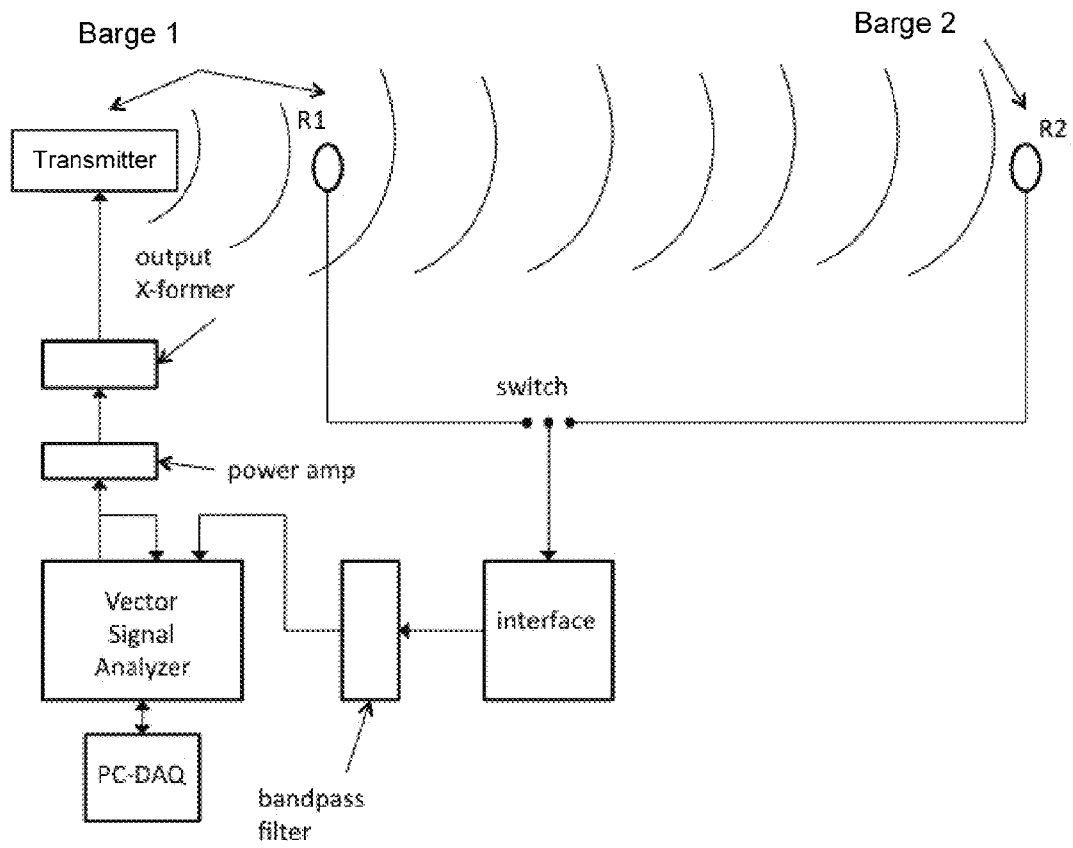 Barge 1
Barge 2
R1
R2
Transmitter
output
X-former
switch
power amp
Vector
Signal
Analyzer
interface
PC-DAQ
bandpass
filter